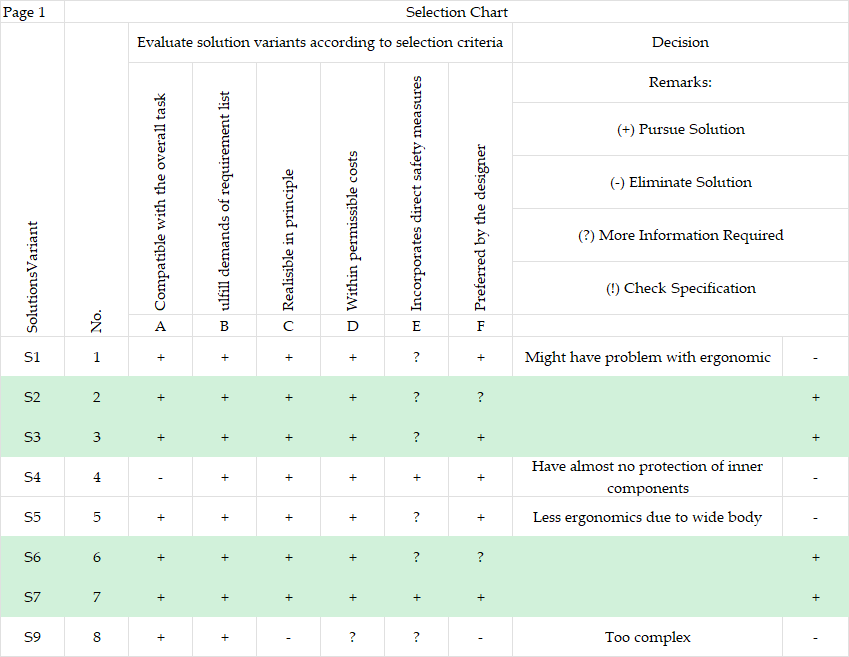 Page 1 Selection Chart
Evaluate solution variants according to selection criteria Decision
SolutionsVariant
No.
Compatible with the overall task
ulfill demands of requirement list
Realisible in principle
Within permissible costs
Incorporates direct safety measures
Preferred by the designer
Remarks:
(+) Pursue Solution
(-) Eliminate Solution
(?) More Information Required
(!) Check Specification
A B C D E F
S1 1 + + + + ? + Might have problem with ergonomic -
S2 2 + + + + ? ? +
S3 3 + + + + ? + +
S4 4 - + + + + + Have almost no protection of inner
components -
S5 5 + + + + ? + Less ergonomics due to wide body -
S6 6 + + + + ? ? +
S7 7 + + + + + + +
S9 8 + + - ? ? - Too complex -